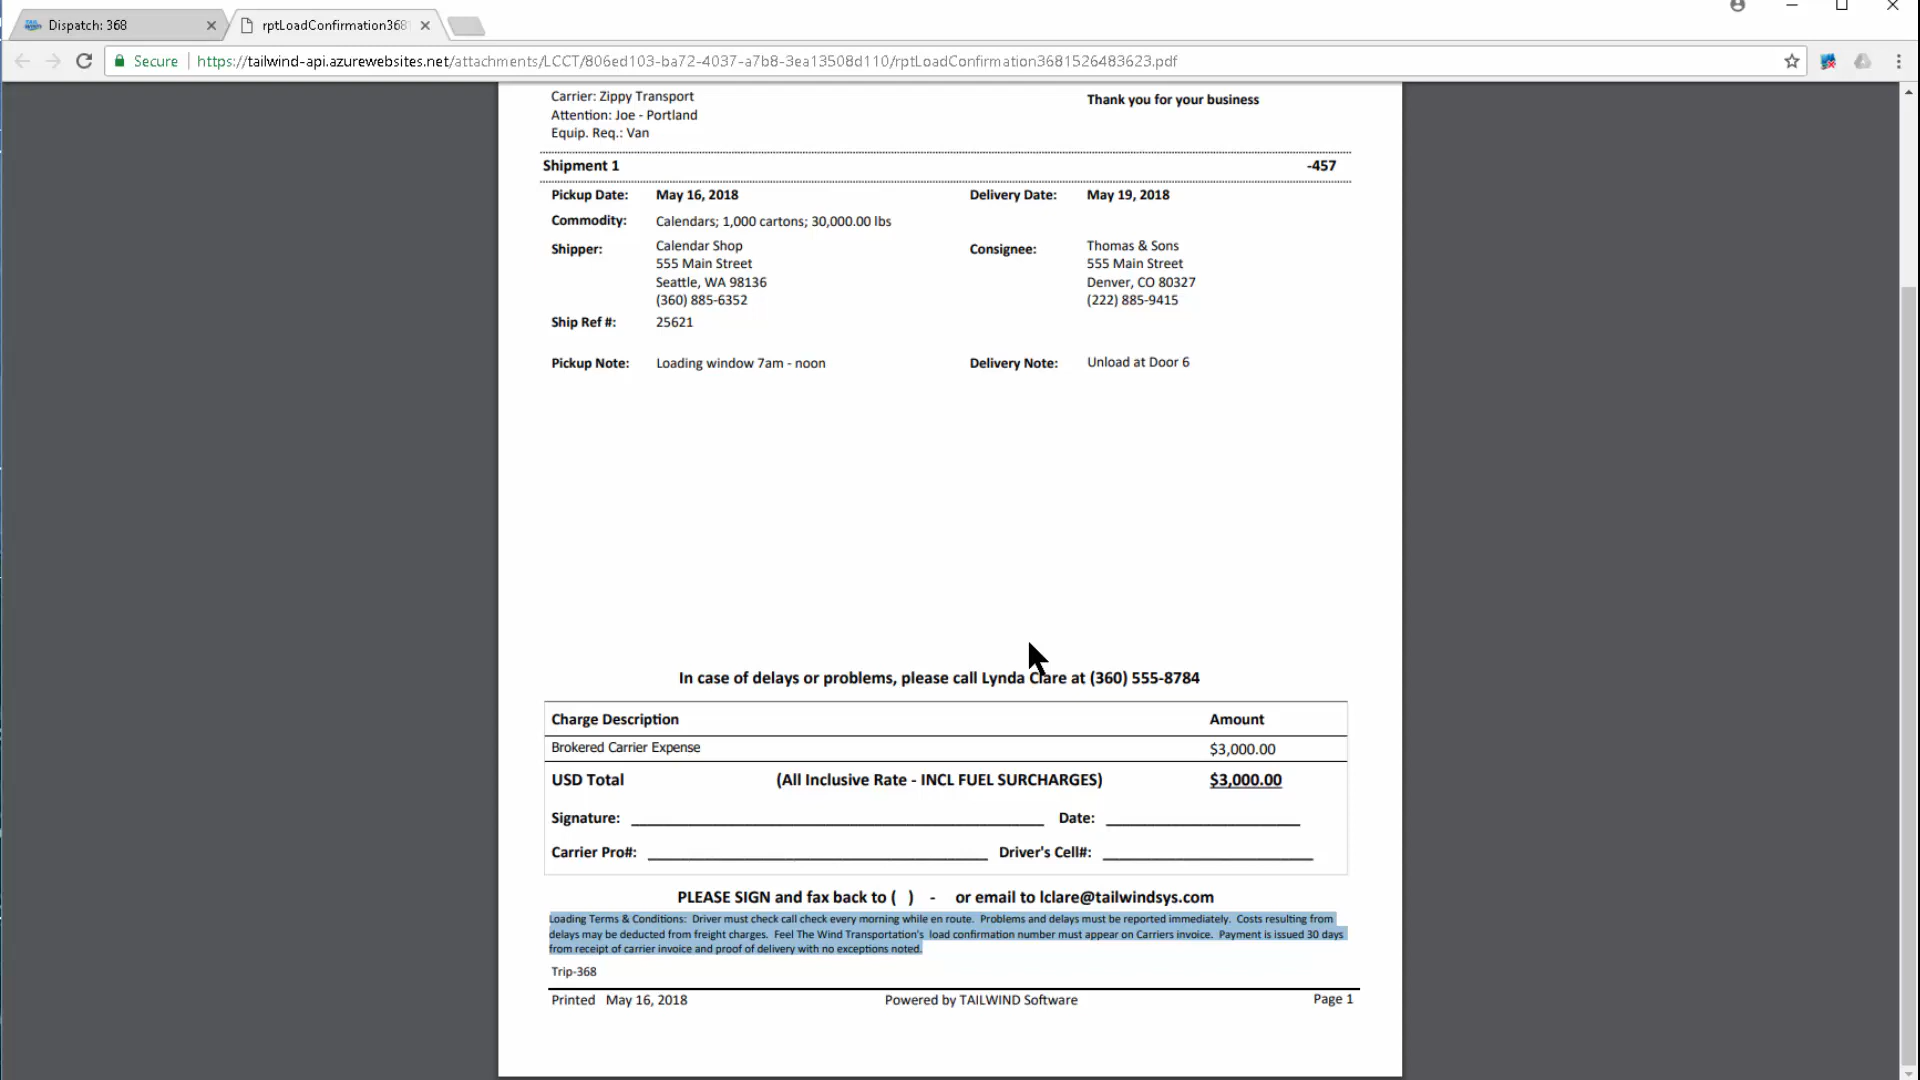 Dispatch: 368
rptLoadConfirmation368
Secure
https://tailwind-api.azurewebsites.net/attachments/LCCT/806ed103-ba72-4037-a7b8-3ea13508d110/rptLoadConfirmation3681526483623.pdf
Carrier: Zippy Transport
Thank you for your business
Attention: Joe - Portland
Equip. Req.: Van
Shipment 1 -457
Pickup Date: May 16, 2018 Delivery Date: May 19, 2018
Commodity: Calendars; 1,000 cartons; 30,000.00 lbs
Shipper: Calendar Shop Consignee: Thomas & Sons
555 Main Street 555 Main Street
Seattle, WA 98136 Denver, CO 80327
(360) 885-6352 (222) 885-9415
Ship Ref #: 25621
Pickup Note: Loading window 7am - noon Delivery Note: Unload at Door 6
In case of delays or problems, please call Lynda Clare at (360) 555-8784
Charge Description Amount
Brokered Carrier Expense $3,000.00
USD Total (All Inclusive Rate - INCL FUEL SURCHARGES) $3,000.00
Signature: Date:
Carrier Pro#: Driver's Cell#:
PLEASE SIGN and fax back to (   )   -   or email to lclare@tailwindsys.com
Loading Terms & Conditions: Driver must check call check every morning while en route. Problems and delays must be reported immediately. Costs resulting from
delays may be deducted from freight charges. Feel The Wind Transportation's load confirmation number must appear on Carriers invoice. Payment is issued 30 days
from receipt of carrier invoice and proof of delivery with no exceptions noted.
Trip-368
Printed May 16, 2018 Powered by TAILWIND Software Page 1